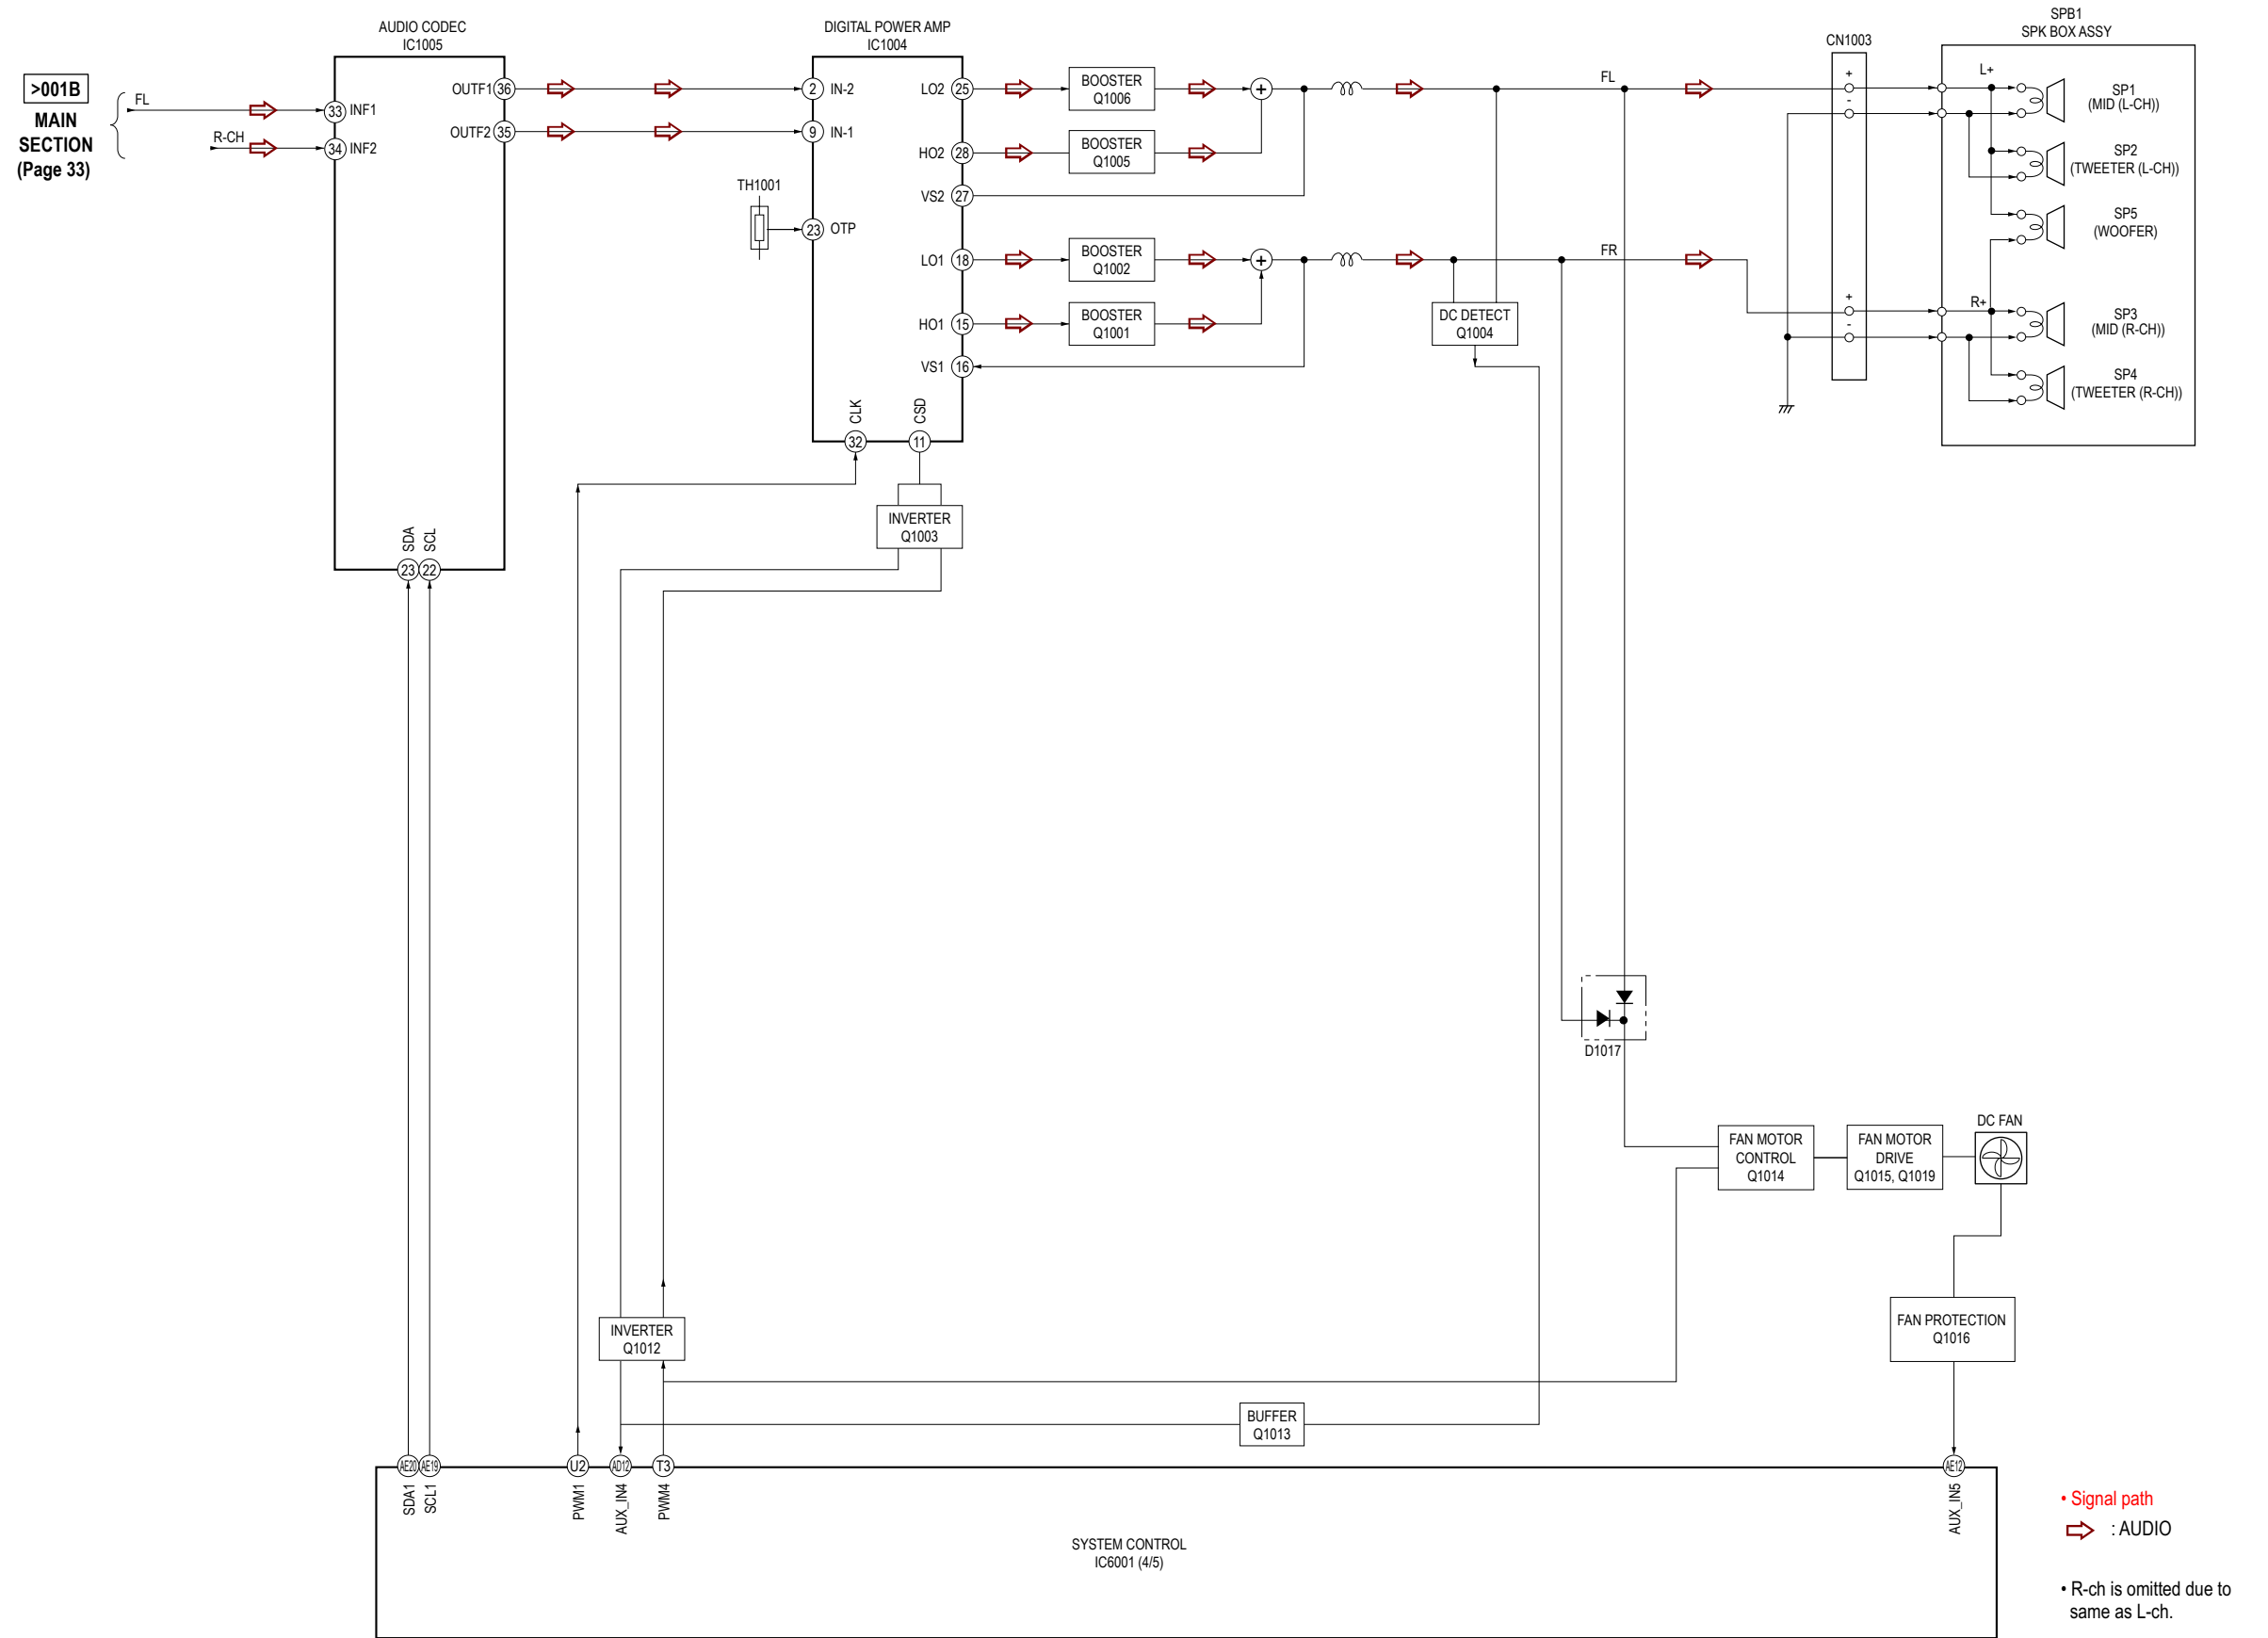 AUDIO CODEC
IC1005
DIGITAL POWER AMP
IC1004
SPB1
SPK BOX ASSY
CN1003
>001B
MAIN
SECTION
(Page 33)
FL
R-CH
33 INF1
34 INF2
OUTF1 36
OUTF2 35
SDA
SCL
23 22
2 IN-2
9 IN-1
TH1001
23 OTP
LO2 25
HO2 28
VS2 27
LO1 18
HO1 15
VS1 16
CLK
CSD
32
11
BOOSTER
Q1006
BOOSTER
Q1005
BOOSTER
Q1002
BOOSTER
Q1001
+
+
FL
FR
DC DETECT
Q1004
+
-
+
-
L+
R+
SP1
(MID (L-CH))
SP2
(TWEETER (L-CH))
SP5
(WOOFER)
SP3
(MID (R-CH))
SP4
(TWEETER (R-CH))
INVERTER
Q1003
D1017
FAN MOTOR
CONTROL
Q1014
FAN MOTOR
DRIVE
Q1015, Q1019
DC FAN
FAN PROTECTION
Q1016
INVERTER
Q1012
BUFFER
Q1013
AE20 AE19 U2 AD12 T3 AE12
SDA1
SCL1
PWM1
AUX_IN4
PWM4
AUX_IN5
SYSTEM CONTROL
IC6001 (4/5)
• Signal path
: AUDIO
• R-ch is omitted due to
same as L-ch.